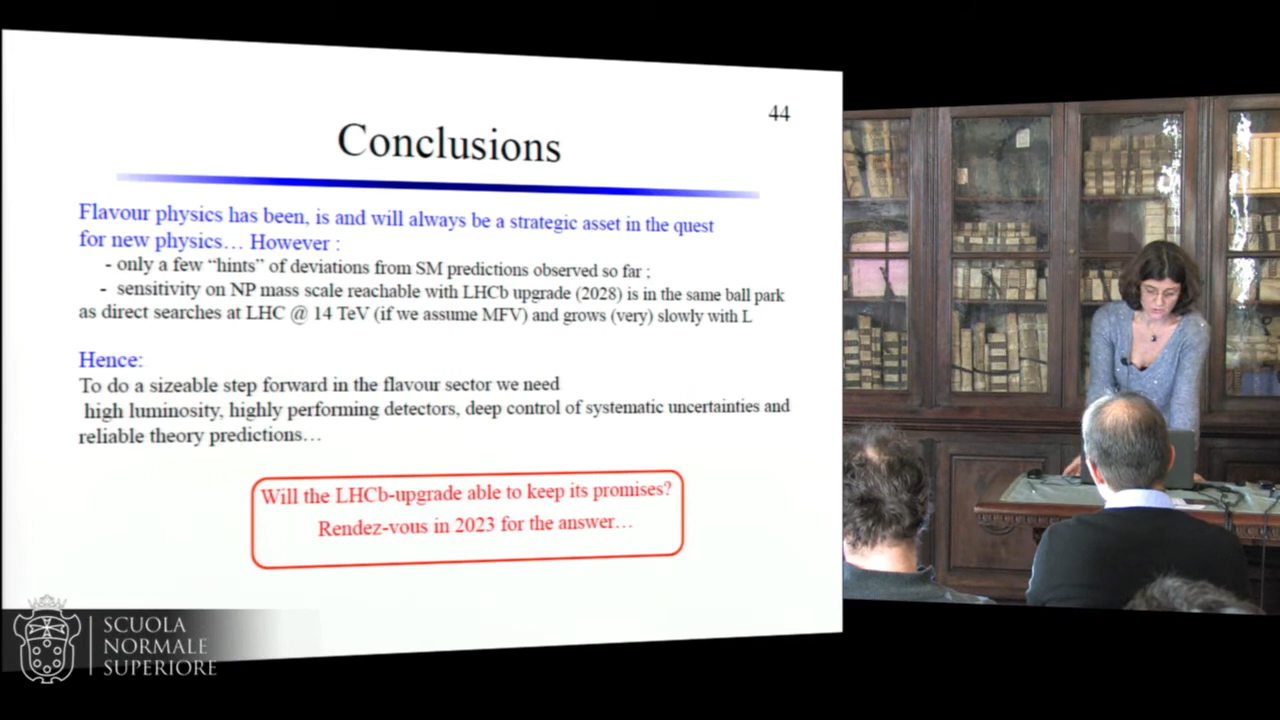 44
Conclusions
Flavour physics has been, is and will always be a strategic asset in the quest
for new physics… However :
- only a few “hints” of deviations from SM predictions observed so far ;
- sensitivity on NP mass scale reachable with LHCb upgrade (2028) is in the same ball park
as direct searches at LHC @ 14 TeV (if we assume MFV) and grows (very) slowly with L
Hence:
To do a sizeable step forward in the flavour sector we need
high luminosity, highly performing detectors, deep control of systematic uncertainties and
reliable theory predictions…
Will the LHCb-upgrade able to keep its promises?
Rendez-vous in 2023 for the answer…
SCUOLA
NORMALE
SUPERIORE